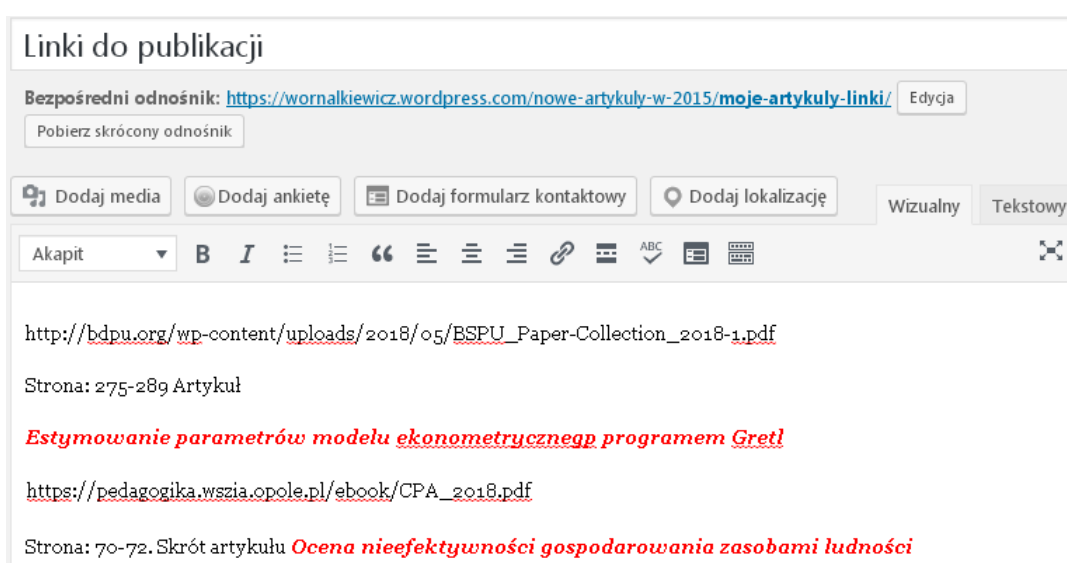 Linki do publikacji
Bezpośredni odnośnik: https://wornalkiewicz.wordpress.com/nowe-artykuly-w-2015/moje-artykuly-linki/ Edycja
Pobierz skrócony odnośnik
Dodaj media Dodaj ankietę Dodaj formularz kontaktowy Dodaj lokalizację Wizualny Tekstowy
Akapit B I ABC
http://bdpu.org/wp-content/uploads/2018/05/BSPU_Paper-Collection_2018-1.pdf
Strona: 275-289 Artykuł
Estymowanie parametrów modelu ekonometrycznegp programem Gretl
https://pedagogika.wszia.opole.pl/ebook/CPA_2018.pdf
Strona: 70-72. Skrót artykułu Ocena nieefektywności gospodarowania zasobami ludności